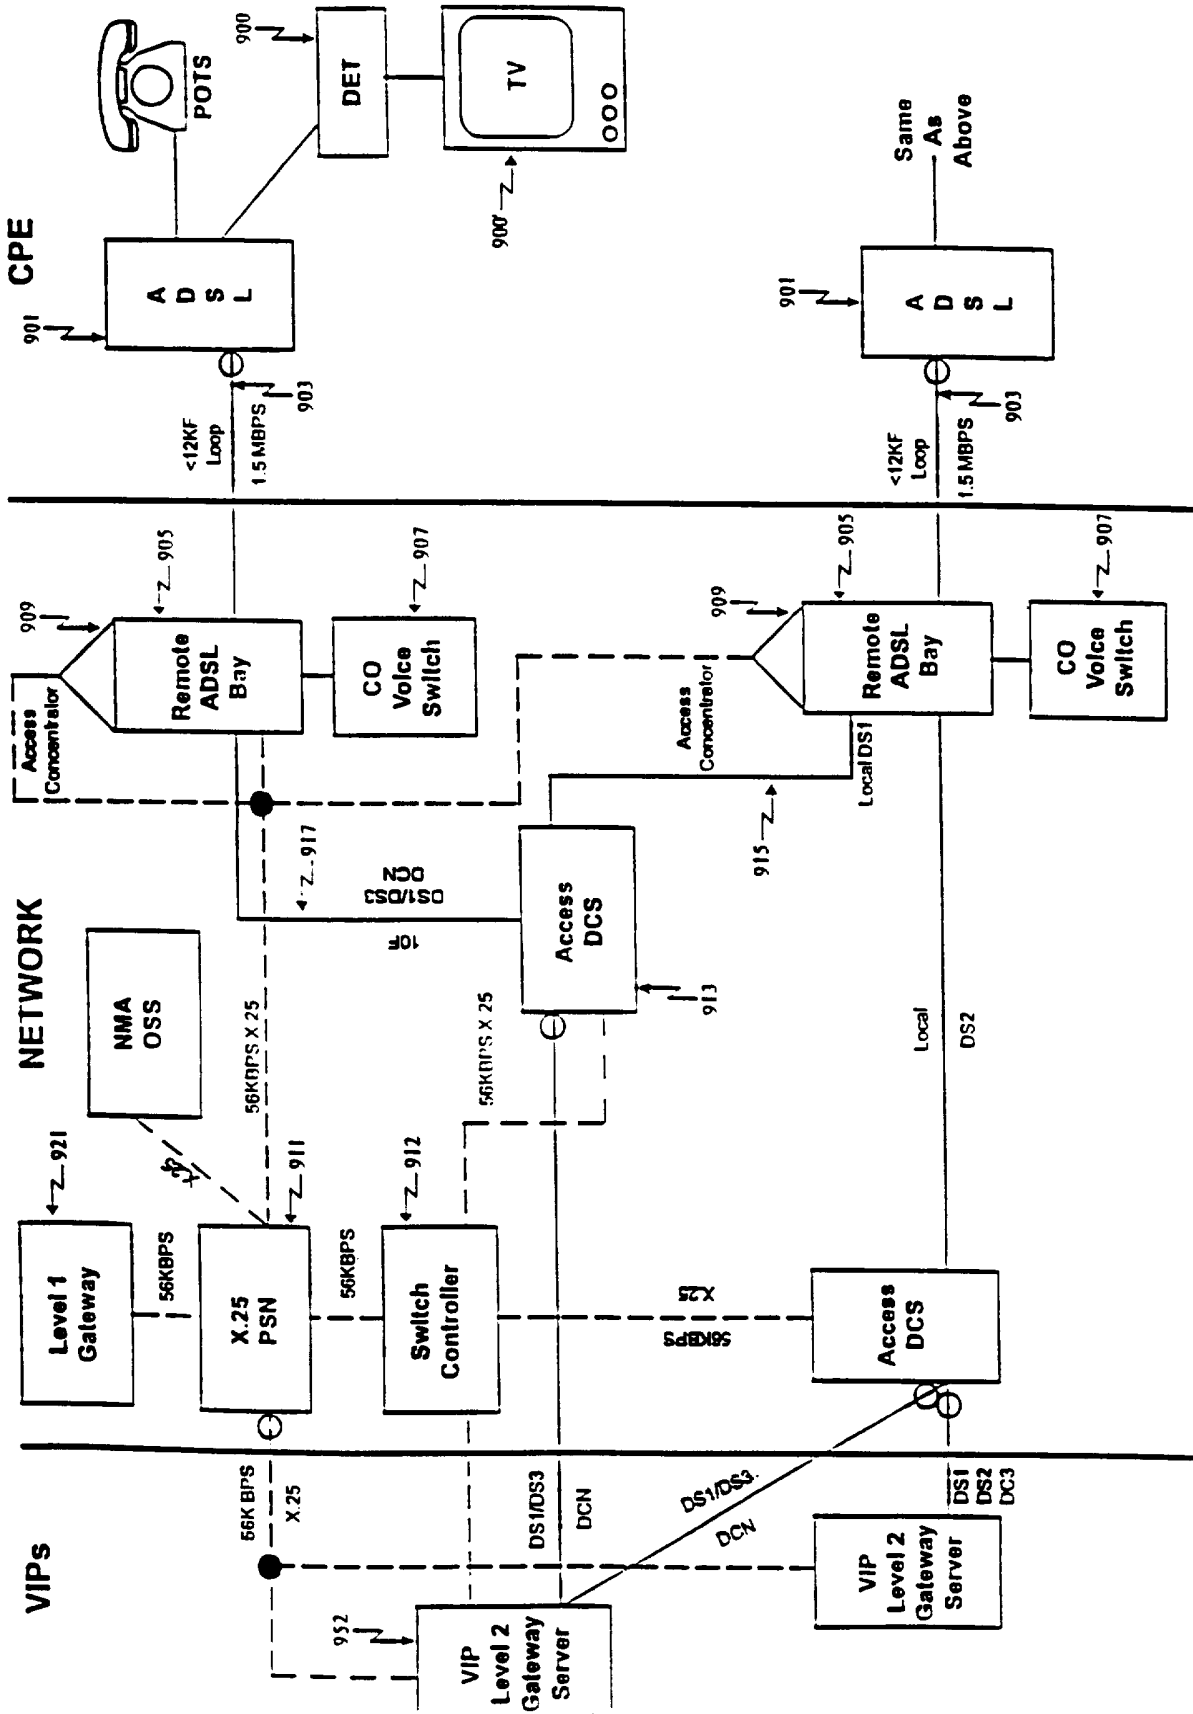 VIPs
NETWORK
CPE
952
VIP
Level 2
Gateway
Server
VIP
Level 2
Gateway
Server
56K BPS
X.25
DS1/DS3
DCN
DS1/DS3.
DCN
DS1
DS2
DC3
Level 1
Gateway
921
56KBPS
X.25
PSN
911
56KBPS
Switch
Controller
912
56KBPS
X.25
Access
DCS
NMA
OSS
X.25
56KBPS X 25
56KBPS X 25
Access
DCS
913
10F
DS1/DS3
DCN
917
915
Local DS1
Local
DS2
Access
Concentrator
909
Remote
ADSL
Bay
905
CO
Voice
Switch
907
Access
Concentrator
909
Remote
ADSL
Bay
905
CO
Voice
Switch
907
<12KF
Loop
1.5 MBPS
903
901
A
D
S
L
POTS
900
DET
TV
900'
<12KF
Loop
1.5 MBPS
903
901
A
D
S
L
Same
As
Above